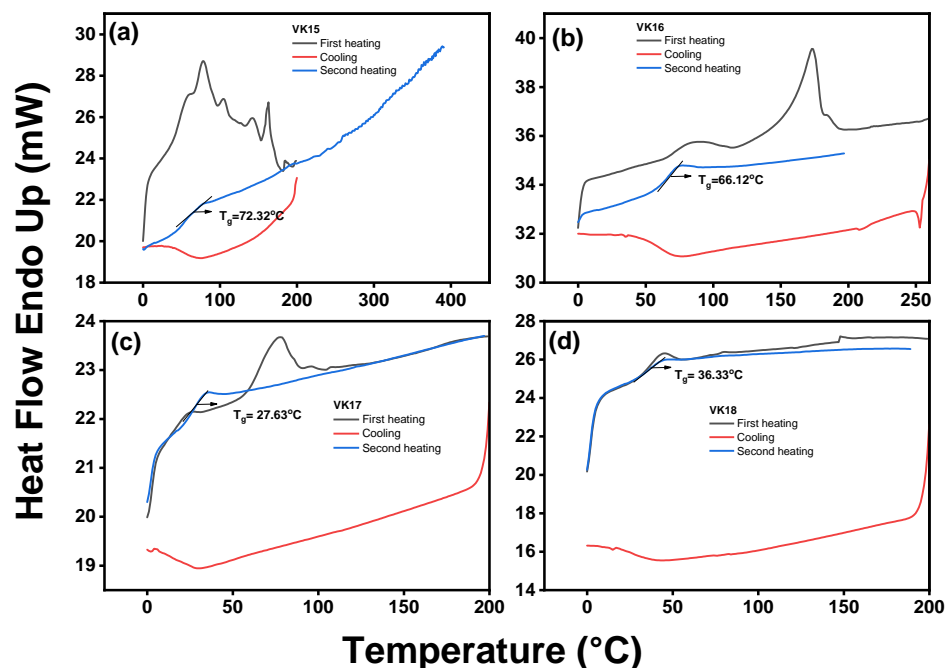 Heat Flow Endo Up (mW)
(a)
VK15
First heating
Cooling
Second heating
Tg=72.32oC
18
20
22
24
26
28
30
0
100
200
300
400
(b)
VK16
First heating
Cooling
Second heating
Tg=66.12oC
30
32
34
36
38
40
0
50
100
150
200
250
(c)
VK17
First heating
Cooling
Second heating
Tg= 27.63oC
19
20
21
22
23
24
0
50
100
150
200
(d)
VK18
First heating
Cooling
Second heating
Tg= 36.33oC
14
16
18
20
22
24
26
28
0
50
100
150
200
Temperature (°C)